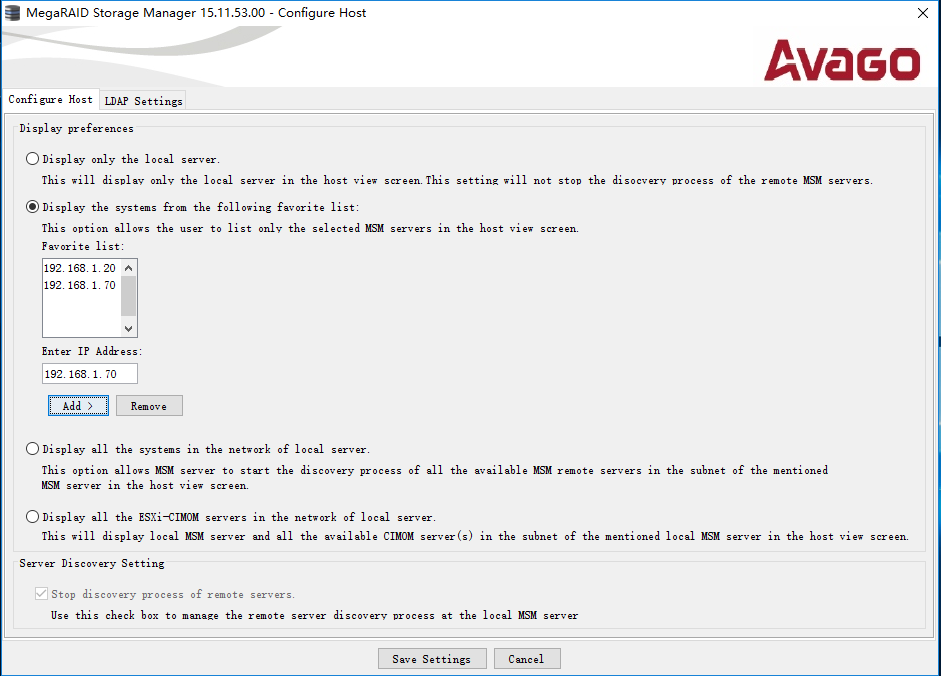 MegaRAID Storage Manager 15.11.53.00 - Configure Host
AVAGO
Configure Host
LDAP Settings
Display preferences
Display only the local server.
This will display only the local server in the host view screen.This setting will not stop the disocvery process of the remote MSM servers.
Display the systems from the following favorite list:
This option allows the user to list only the selected MSM servers in the host view screen.
Favorite list:
192.168.1.20
192.168.1.70
Enter IP Address:
192.168.1.70
Add >
Remove
Display all the systems in the network of local server.
This option allows MSM server to start the discovery process of all the available MSM remote servers in the subnet of the mentioned
MSM server in the host view screen.
Display all the ESXi-CIMOM servers in the network of local server.
This will display local MSM server and all the available CIMOM server(s) in the subnet of the mentioned local MSM server in the host view screen.
Server Discovery Setting
Stop discovery process of remote servers.
Use this check box to manage the remote server discovery process at the local MSM server
Save Settings
Cancel